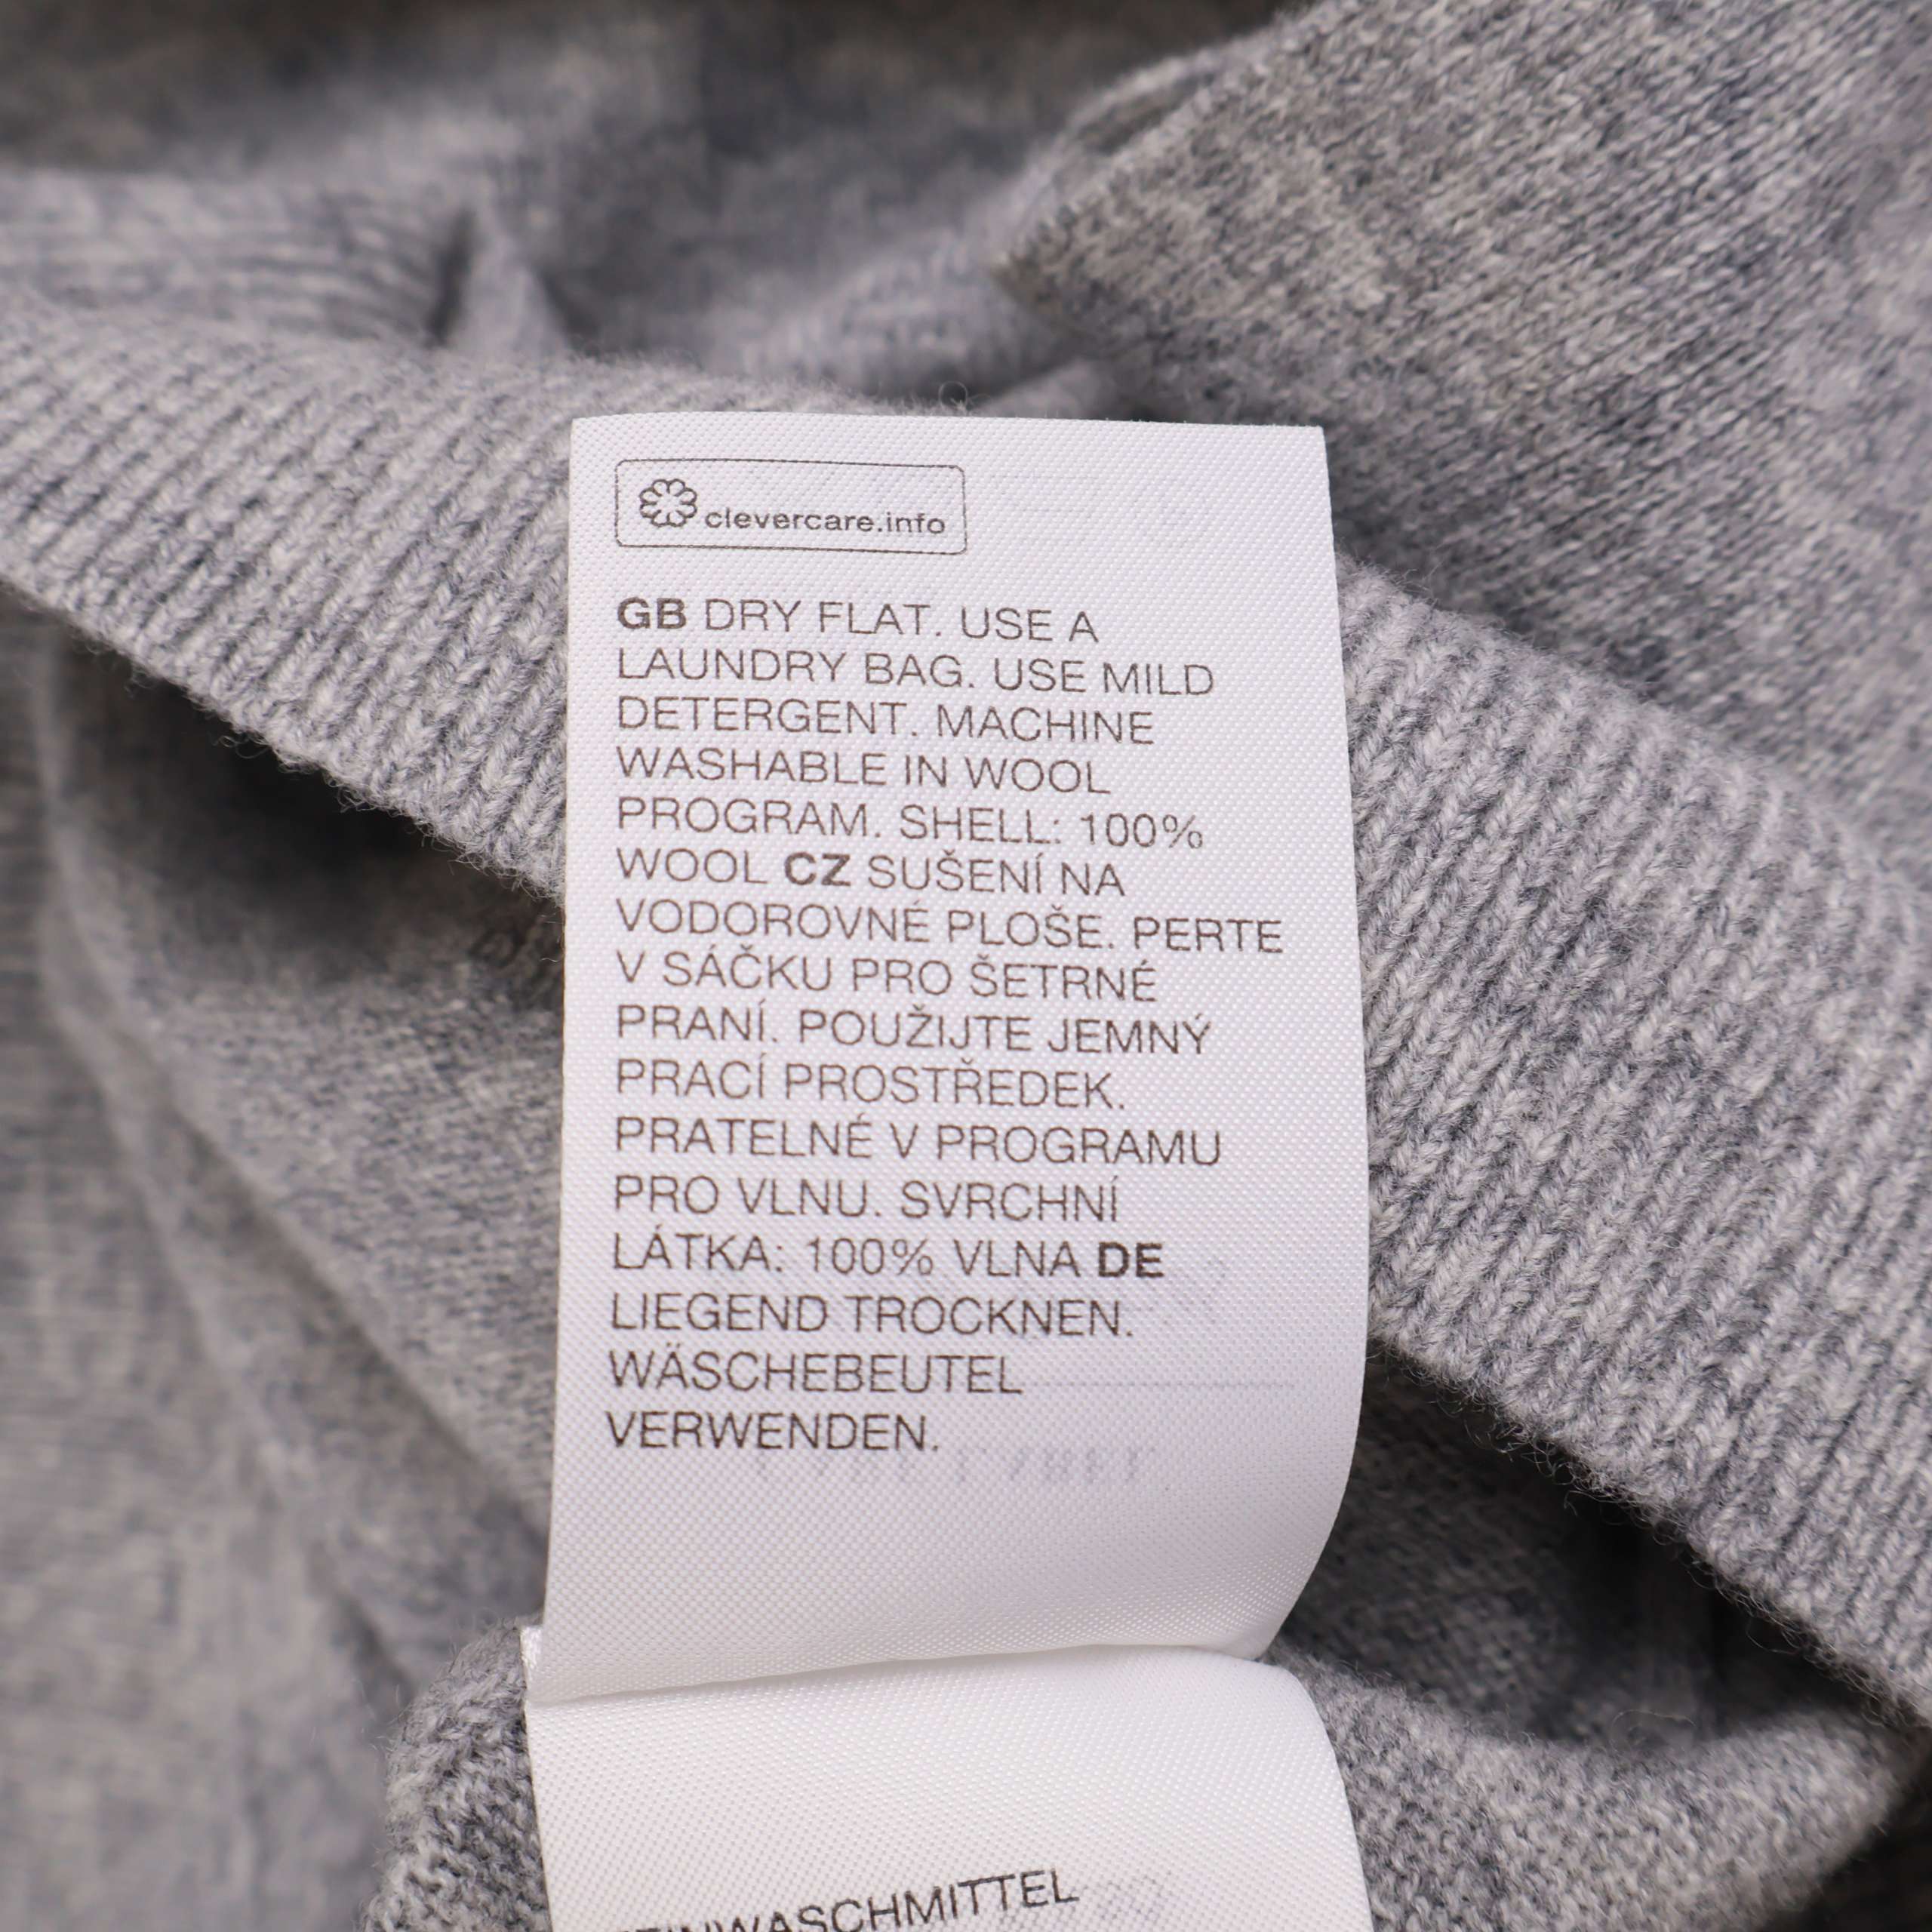 clevercare.info
GB DRY FLAT. USE A
LAUNDRY BAG. USE MILD
DETERGENT. MACHINE
WASHABLE IN WOOL
PROGRAM. SHELL: 100%
WOOL CZ SUŠENÍ NA
VODOROVNÉ PLOŠE. PERTE
V SÁČKU PRO ŠETRNÉ
PRANÍ. POUŽIJTE JEMNÝ
PRACÍ PROSTŘEDEK.
PRATELNÉ V PROGRAMU
PRO VLNU. SVRCHNÍ
LÁTKA: 100% VLNA DE
LIEGEND TROCKNEN.
WÄSCHEBEUTEL
VERWENDEN.